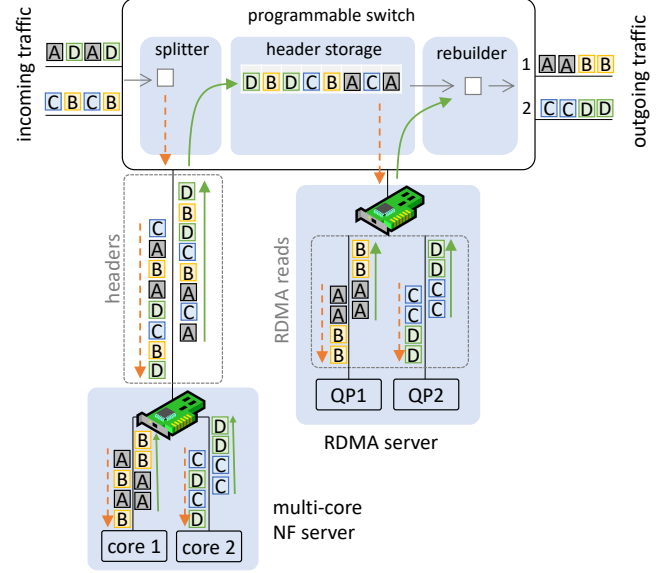 programmable switch
incoming traffic
splitter
header storage
rebuilder
outgoing traffic
A D A D
D B D C B A C A
1
A A B B
C B C B
2
C C D D
headers
C
A
B
A
D
C
B
D
D
B
D
C
B
A
C
A
RDMA reads
A
A
B
B
B
B
A
A
C
C
D
D
D
D
C
C
QP1
QP2
RDMA server
A
B
A
B
B
B
A
A
C
D
C
D
D
D
C
C
core 1
core 2
multi-core
NF server